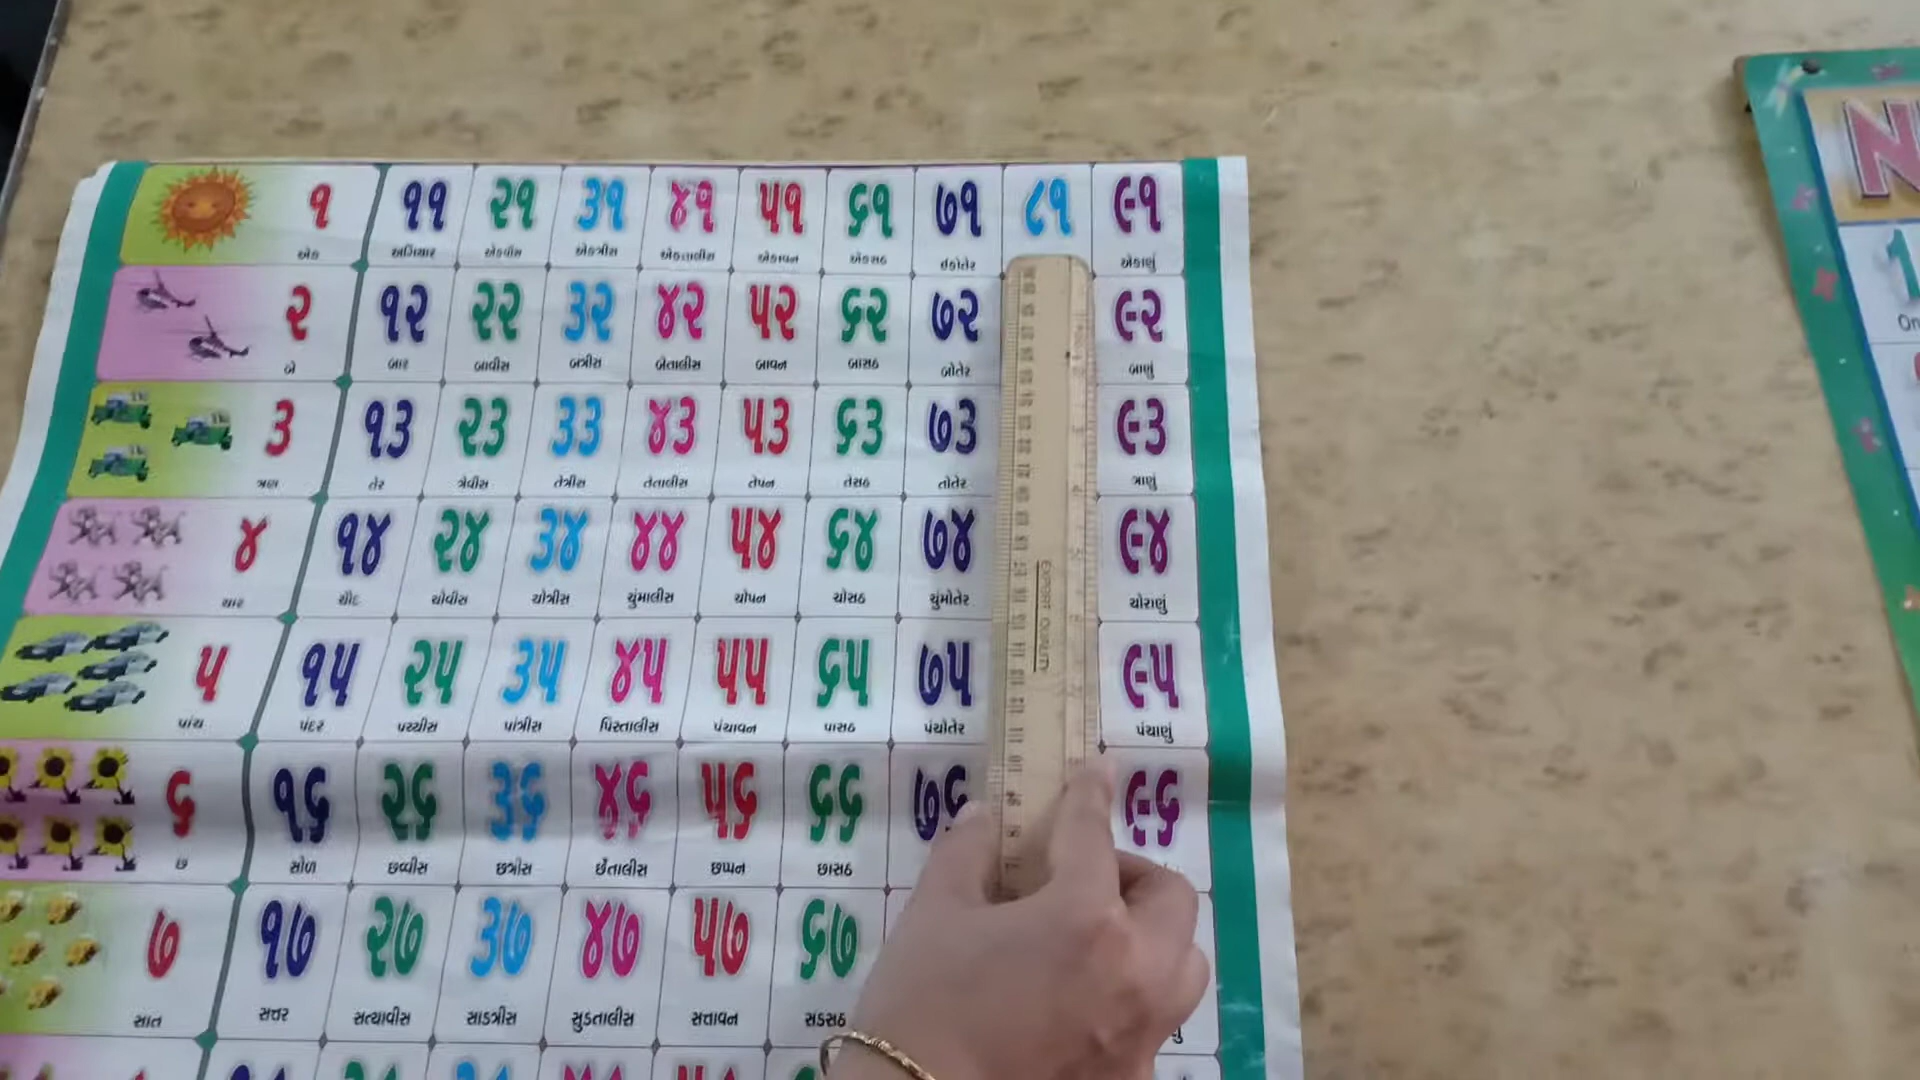 ૧ ૧૧ ૨૧ ૩૧ ૪૧ ૫૧ ૬૧ ૭૧ ૮૧ ૯૧
એક અગિયાર એકવીસ એકત્રીસ એકતાલીસ એકાવન એકસઠ ઇકોતેર એકાણું
૨ ૧૨ ૨૨ ૩૨ ૪૨ ૫૨ ૬૨ ૭૨ ૯૨
બે બાર બાવીસ બત્રીસ બેતાલીસ બાવન બાસઠ બોતેર બાણું
૩ ૧૩ ૨૩ ૩૩ ૪૩ ૫૩ ૬૩ ૭૩ ૯૩
ત્રણ તેર ત્રેવીસ તેત્રીસ તેતાલીસ તેપન તેસઠ તોતેર ત્રાણું
૪ ૧૪ ૨૪ ૩૪ ૪૪ ૫૪ ૬૪ ૭૪ ૯૪
ચાર ચૌદ ચોવીસ ચોત્રીસ ચુંમાલીસ ચોપન ચોસઠ ચુંમોતેર ચોરાણું
૫ ૧૫ ૨૫ ૩૫ ૪૫ ૫૫ ૬૫ ૭૫ ૯૫
પાંચ પંદર પચ્ચીસ પાંત્રીસ પિસ્તાલીસ પંચાવન પાસઠ પંચોતેર પંચાણું
૬ ૧૬ ૨૬ ૩૬ ૪૬ ૫૬ ૬૬ ૭૬ ૯૬
છ સોળ છવ્વીસ છત્રીસ છેંતાલીસ છપ્પન છાસઠ
૭ ૧૭ ૨૭ ૩૭ ૪૭ ૫૭ ૬૭
સાત સત્તર સત્યાવીસ સાડત્રીસ સુડતાલીસ સત્તાવન સડસઠ
EXPORT QUALITY
N
1